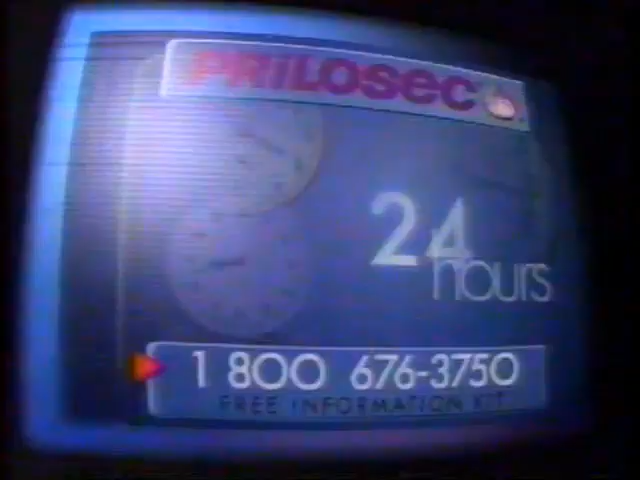 PRILOSEC
24
hours
1 800 676-3750
FREE INFORMATION KIT